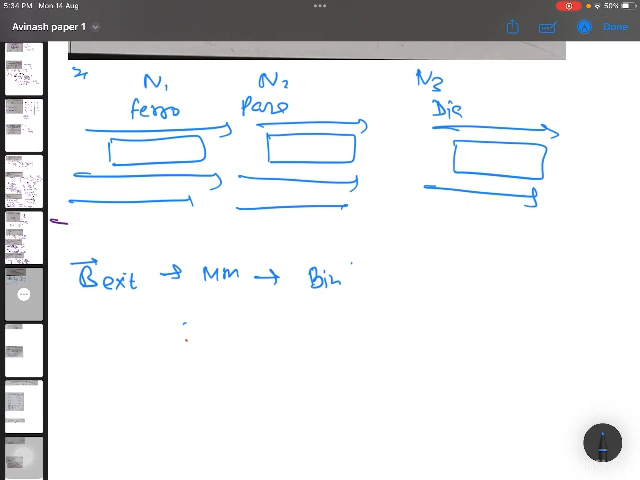 5:34 PM Mon 14 Aug
50%
Avinash paper 1
Done
N1 N2 N3
ferro Para Dia
Bext → MM → Bin